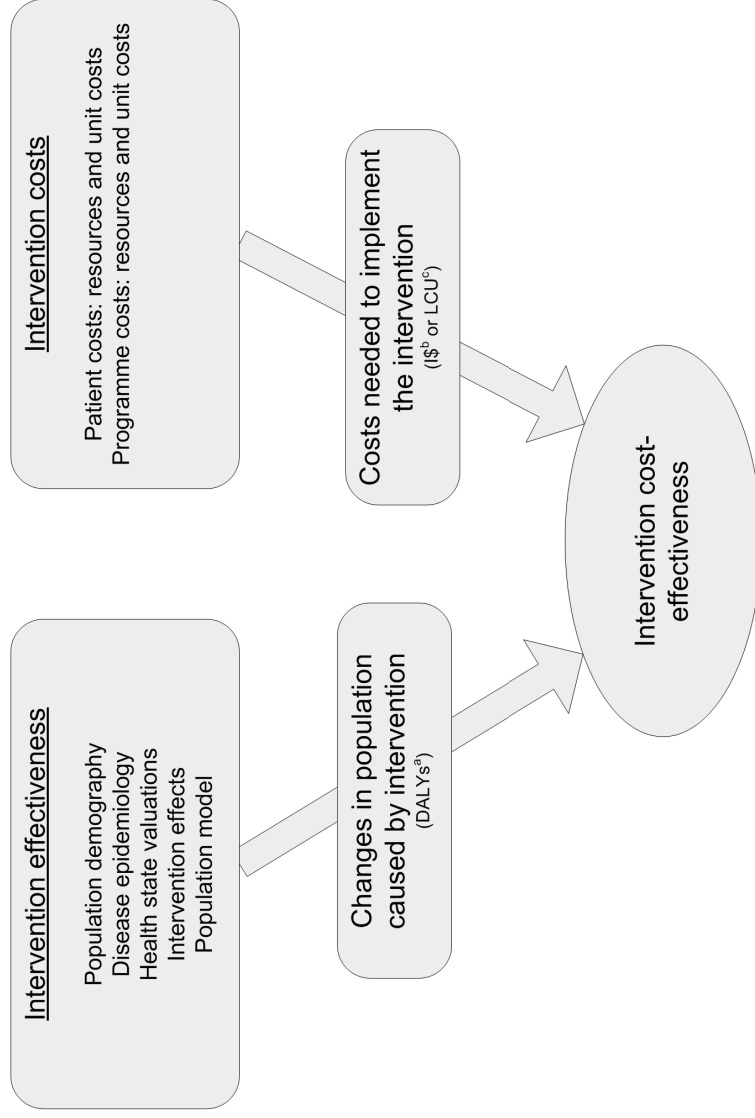 Intervention effectiveness
Population demography
Disease epidemiology
Health state valuations
Intervention effects
Population model
Intervention costs
Patient costs: resources and unit costs
Programme costs: resources and unit costs
Changes in population
caused by intervention
(DALYsᵃ)
Costs needed to implement
the intervention
(I$ᵇ or LCUᶜ)
Intervention cost-
effectiveness